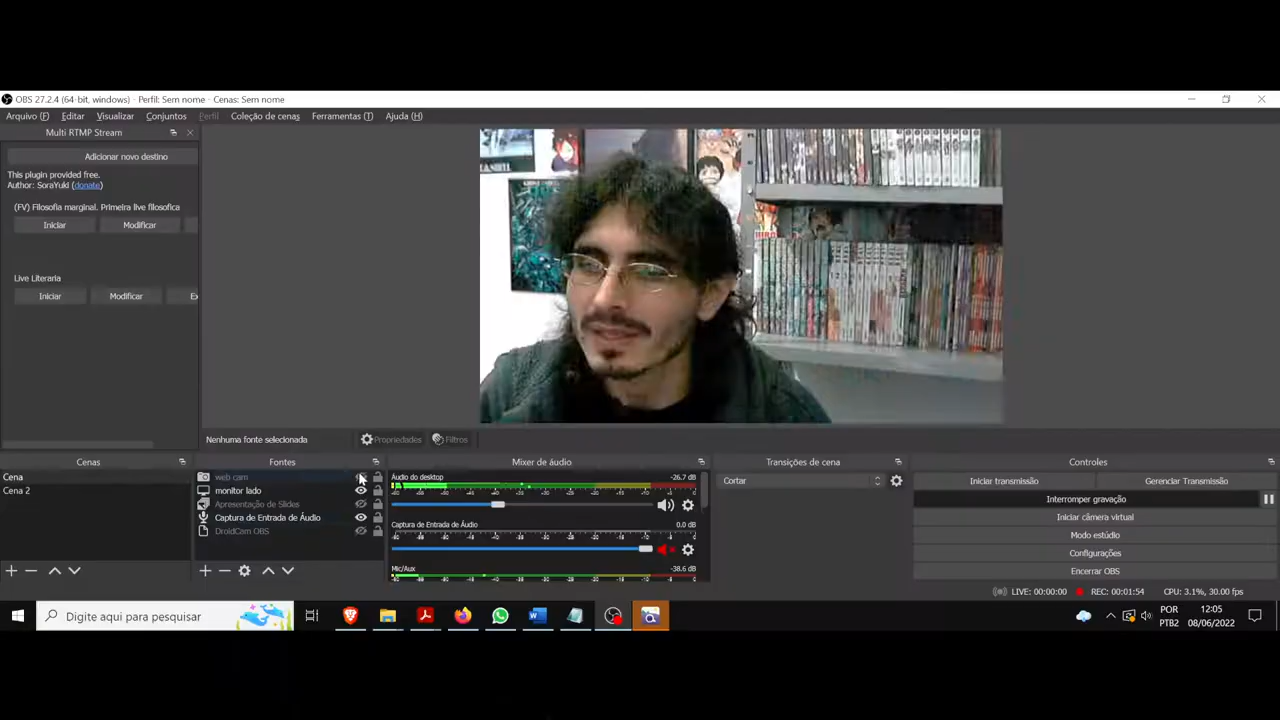 OBS 27.2.4 (64-bit, windows) - Perfil: Sem nome - Cenas: Sem nome
Arquivo (F) Editar Visualizar Conjuntos Perfil Coleção de cenas Ferramentas (T) Ajuda (H)
Multi RTMP Stream
Adicionar novo destino
This plugin provided free.
Author: SoraYuki (donate)
(FV) Filosofia marginal. Primeira live filosofica
Iniciar Modificar
Live Literaria
Iniciar Modificar
Nenhuma fonte selecionada Propriedades Filtros
Cenas
Cena
Cena 2
Fontes
web cam
monitor lado
Apresentação de Slides
Captura de Entrada de Áudio
DroidCam OBS
Mixer de áudio
Áudio do desktop -26.7 dB
Captura de Entrada de Áudio 0.0 dB
Mic/Aux -38.6 dB
Transições de cena
Cortar
Controles
Iniciar transmissão Gerenciar Transmissão
Interromper gravação
Iniciar câmera virtual
Modo estúdio
Configurações
Encerrar OBS
LIVE: 00:00:00 REC: 00:01:54 CPU: 3.1%, 30.00 fps
Digite aqui para pesquisar
POR
PTB2
12:05
08/06/2022